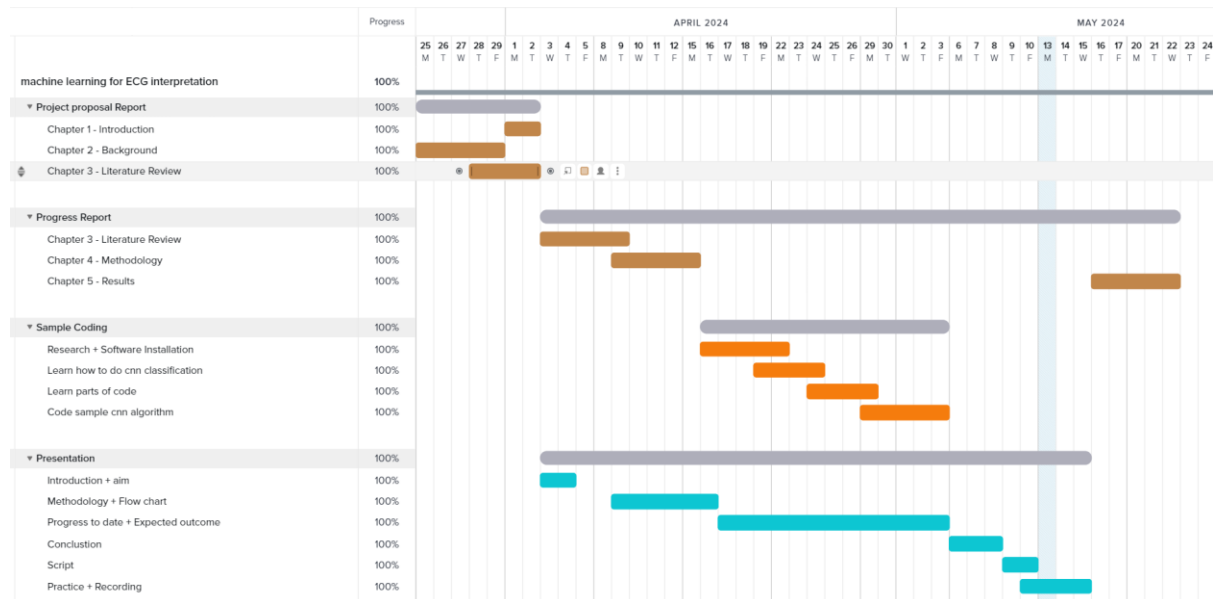 Progress APRIL 2024 MAY 2024
25 26 27 28 29 1 2 3 4 5 8 9 10 11 12 15 16 17 18 19 22 23 24 25 26 29 30 1 2 3 6 7 8 9 10 13 14 15 16 17 20 21 22 23 24
M T W T F M T W T F M T W T F M T W T F M T W T F M T W T F M T W T F M T W T F M T W T F
machine learning for ECG interpretation 100%
Project proposal Report 100%
Chapter 1 - Introduction 100%
Chapter 2 - Background 100%
Chapter 3 - Literature Review 100%
Progress Report 100%
Chapter 3 - Literature Review 100%
Chapter 4 - Methodology 100%
Chapter 5 - Results 100%
Sample Coding 100%
Research + Software Installation 100%
Learn how to do cnn classification 100%
Learn parts of code 100%
Code sample cnn algorithm 100%
Presentation 100%
Introduction + aim 100%
Methodology + Flow chart 100%
Progress to date + Expected outcome 100%
Conclustion 100%
Script 100%
Practice + Recording 100%